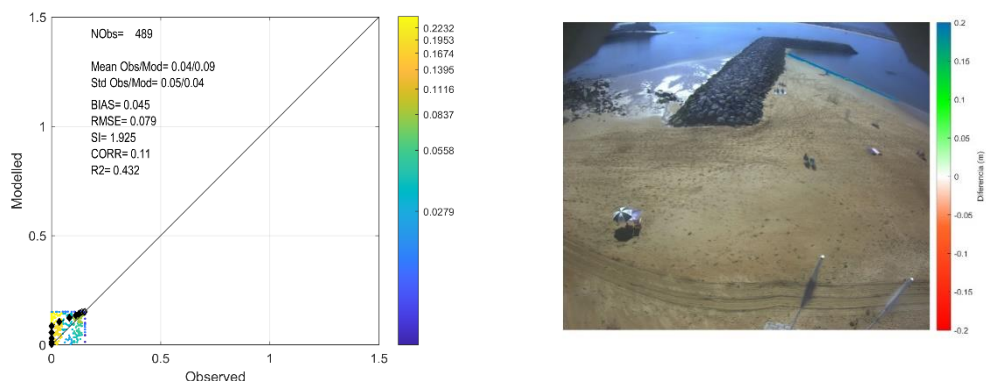 1.5
1
0.5
0
0
0.5
1
1.5
Modelled
Observed
NObs= 489
Mean Obs/Mod= 0.04/0.09
Std Obs/Mod= 0.05/0.04
BIAS= 0.045
RMSE= 0.079
SI= 1.925
CORR= 0.11
R2= 0.432
0.2232
0.1953
0.1674
0.1395
0.1116
0.0837
0.0558
0.0279
0.2
0.15
0.1
0.05
0
-0.05
-0.1
-0.15
-0.2
Diferencia (m)